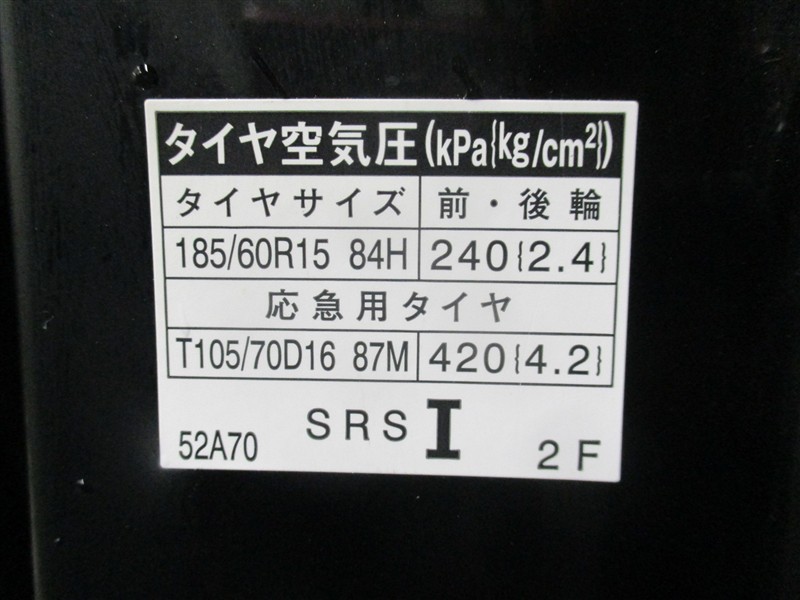 タイヤ空気圧(kPa{kg/cm²})
タイヤサイズ 前・後輪
185/60R15 84H 240{2.4}
応急用タイヤ
T105/70D16 87M 420{4.2}
52A70 SRS I 2F